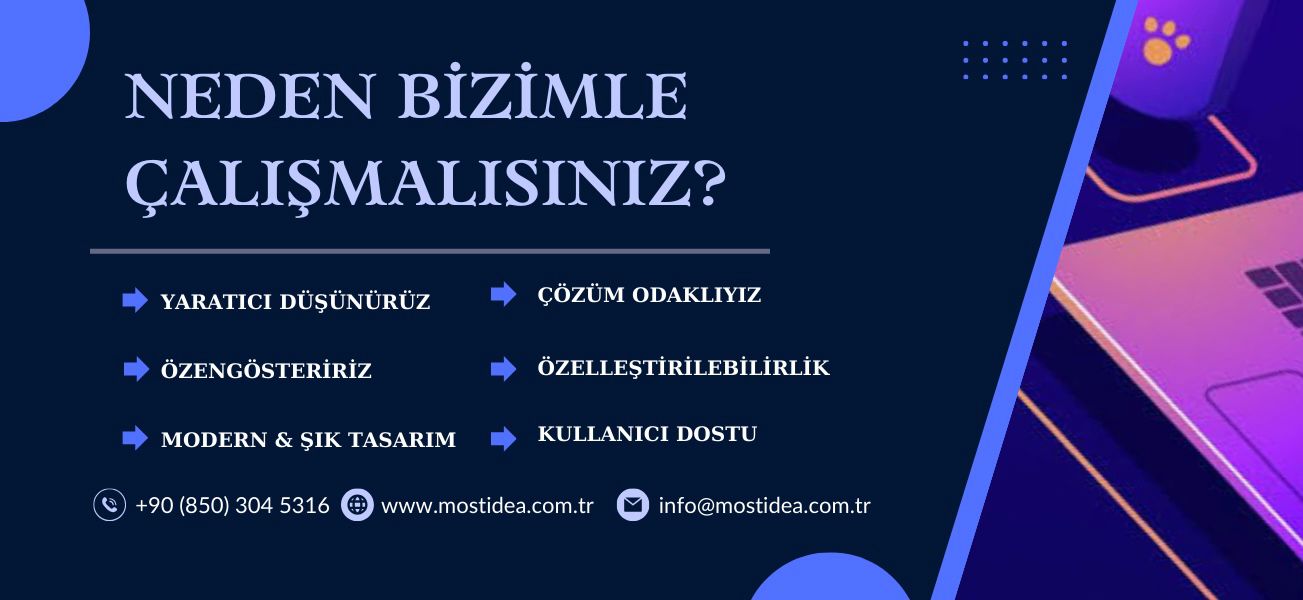 NEDEN BİZİMLE
ÇALIŞMALISINIZ?
YARATICI DÜŞÜNÜRÜZ
ÇÖZÜM ODAKLIYIZ
ÖZENGÖSTERİRİZ
ÖZELLEŞTİRİLEBİLİRLİK
MODERN & ŞIK TASARIM
KULLANICI DOSTU
+90 (850) 304 5316 www.mostidea.com.tr info@mostidea.com.tr